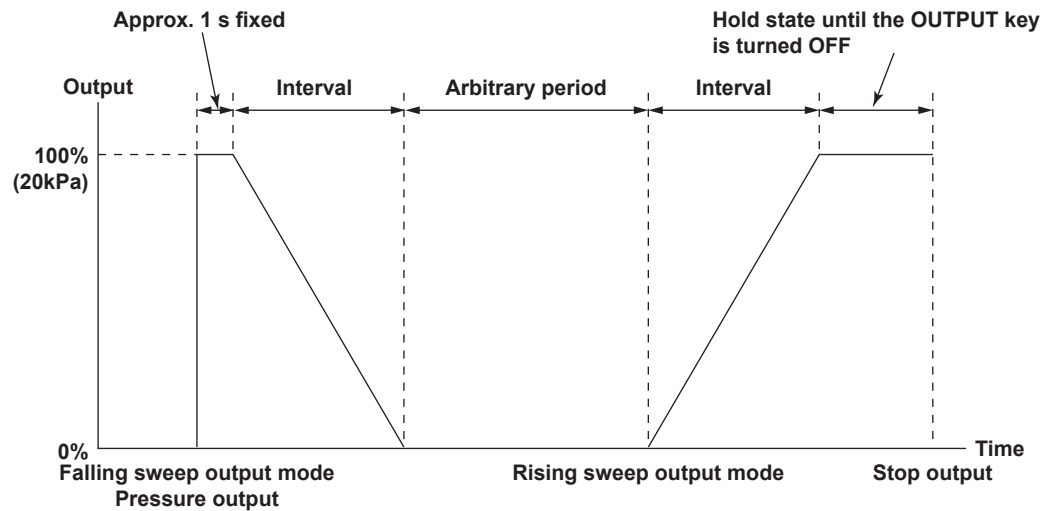 Approx. 1 s fixed
Hold state until the OUTPUT key
is turned OFF
Output
Interval
Arbitrary period
Interval
100%
(20kPa)
0%
Time
Falling sweep output mode
Pressure output
Rising sweep output mode
Stop output